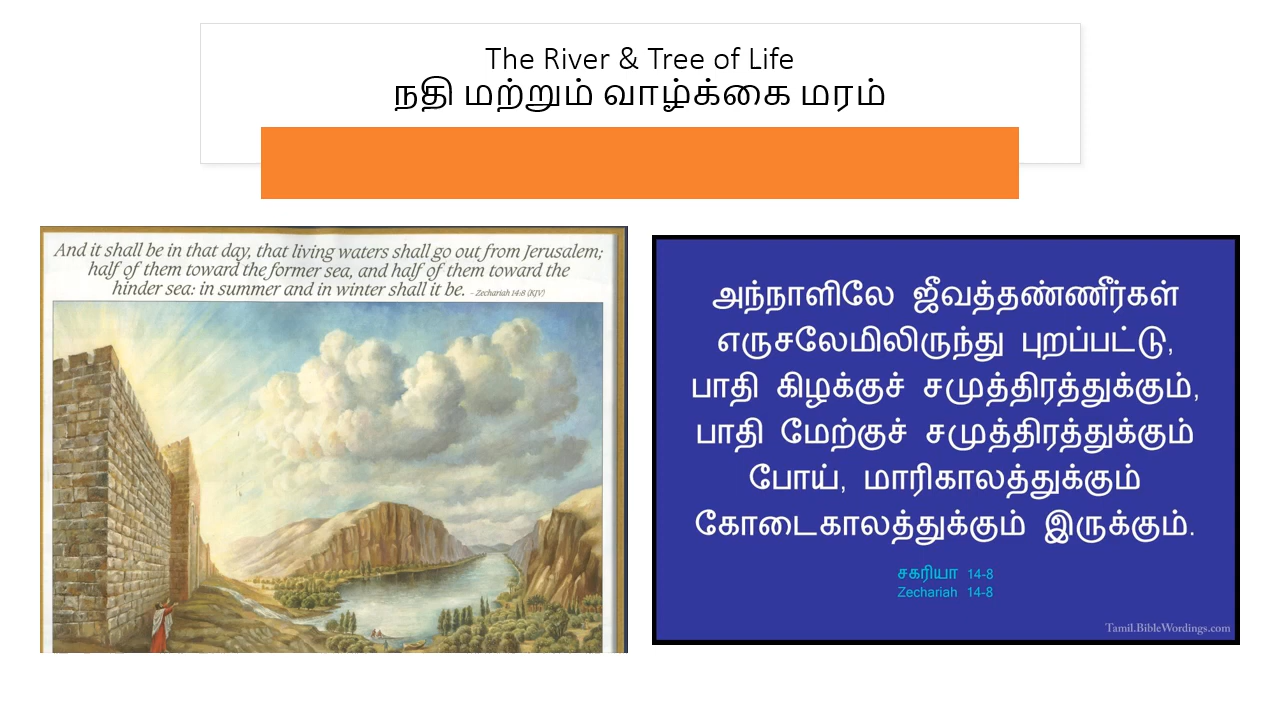 The River & Tree of Life
நதி மற்றும் வாழ்க்கை மரம்
And it shall be in that day, that living waters shall go out from Jerusalem;
half of them toward the former sea, and half of them toward the
hinder sea: in summer and in winter shall it be. - Zechariah 14:8 (KJV)
அந்நாளிலே ஜீவத்தண்ணீர்கள்
எருசலேமிலிருந்து புறப்பட்டு,
பாதி கிழக்குச் சமுத்திரத்துக்கும்,
பாதி மேற்குச் சமுத்திரத்துக்கும்
போய், மாரிகாலத்துக்கும்
கோடைகாலத்துக்கும் இருக்கும்.
சகரியா 14-8
Zechariah 14-8
Tamil.BibleWordings.com